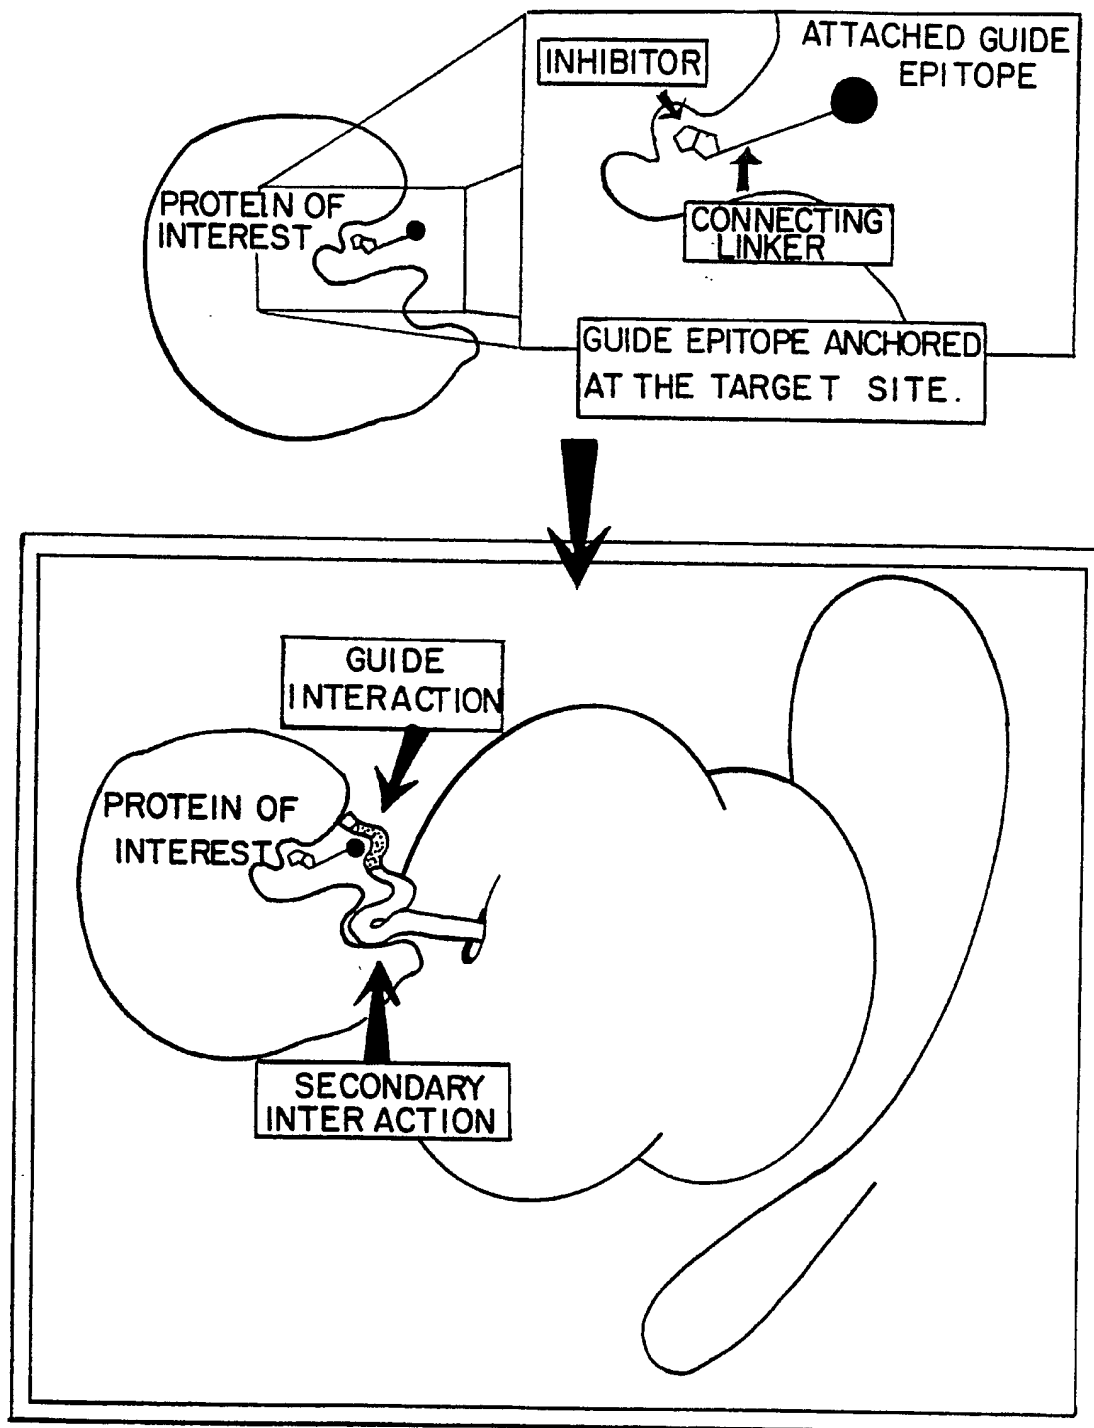 INHIBITOR
ATTACHED GUIDE
EPITOPE
PROTEIN OF
INTEREST
CONNECTING
LINKER
GUIDE EPITOPE ANCHORED
AT THE TARGET SITE.
GUIDE
INTERACTION
PROTEIN OF
INTEREST
SECONDARY
INTERACTION